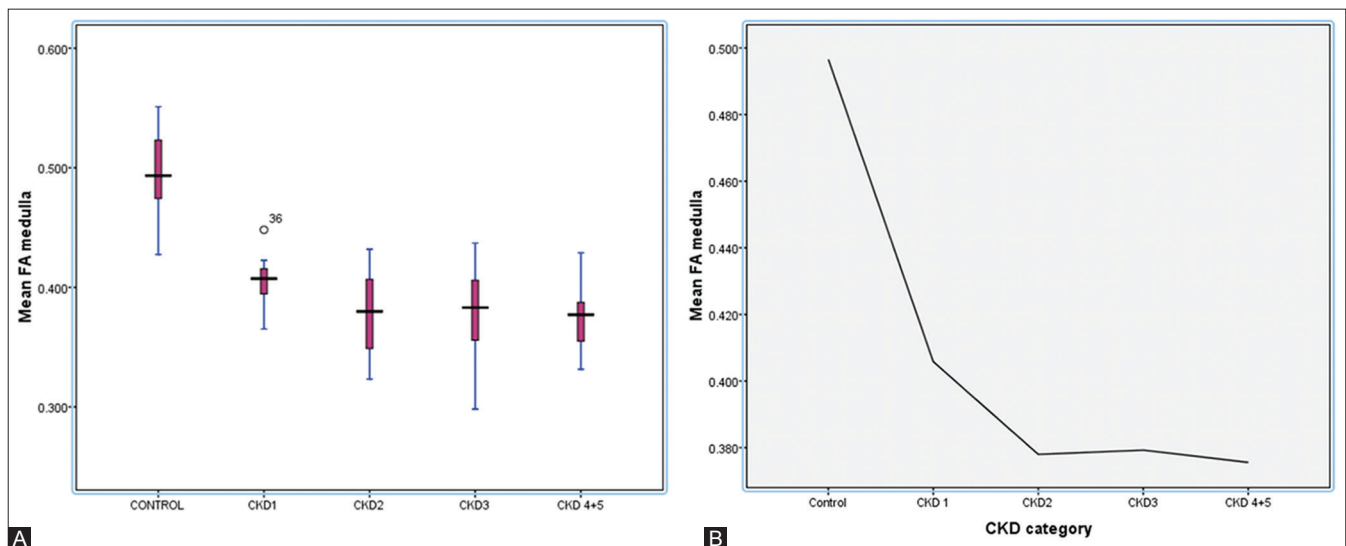 0.600
0.500
0.400
0.300
Mean FA medulla
36
CONTROL CKD1 CKD2 CKD3 CKD 4+5
A
0.500
0.480
0.460
0.440
0.420
0.400
0.380
Mean FA medulla
Control CKD 1 CKD2 CKD3 CKD 4+5
CKD category
B